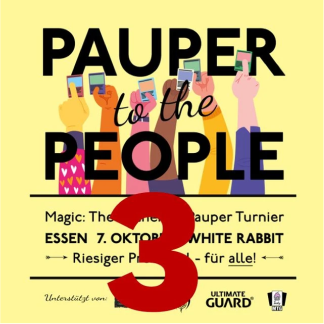 PAUPER
to the
PEOPLE
3
Magic: The Pauper Turnier
ESSEN 7. WHITE RABBIT
Riesiger - für alle!
Unterstützt von:
ULTIMATE
GUARD